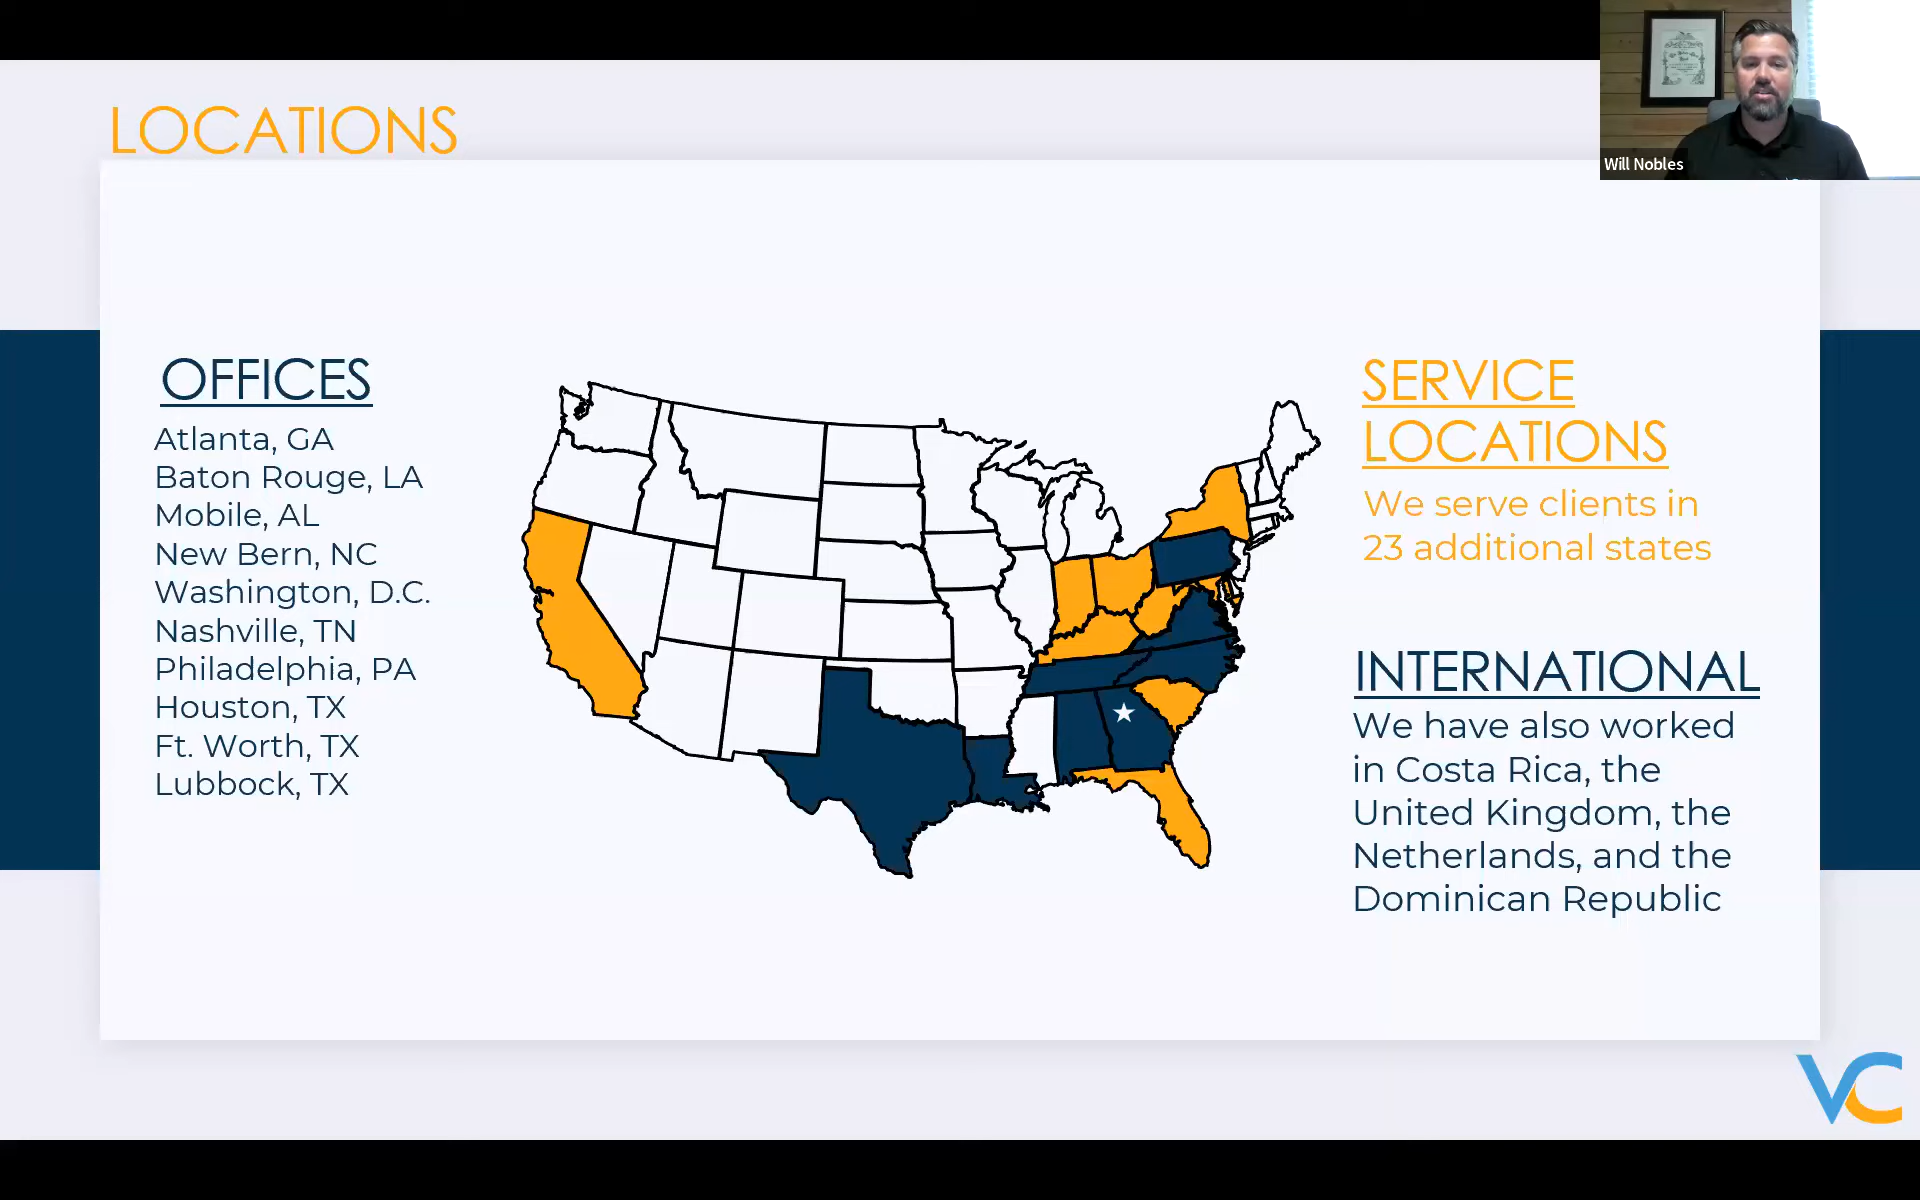 LOCATIONS
Will Nobles
OFFICES
Atlanta, GA
Baton Rouge, LA
Mobile, AL
New Bern, NC
Washington, D.C.
Nashville, TN
Philadelphia, PA
Houston, TX
Ft. Worth, TX
Lubbock, TX
SERVICE
LOCATIONS
We serve clients in
23 additional states
INTERNATIONAL
We have also worked
in Costa Rica, the
United Kingdom, the
Netherlands, and the
Dominican Republic
VC